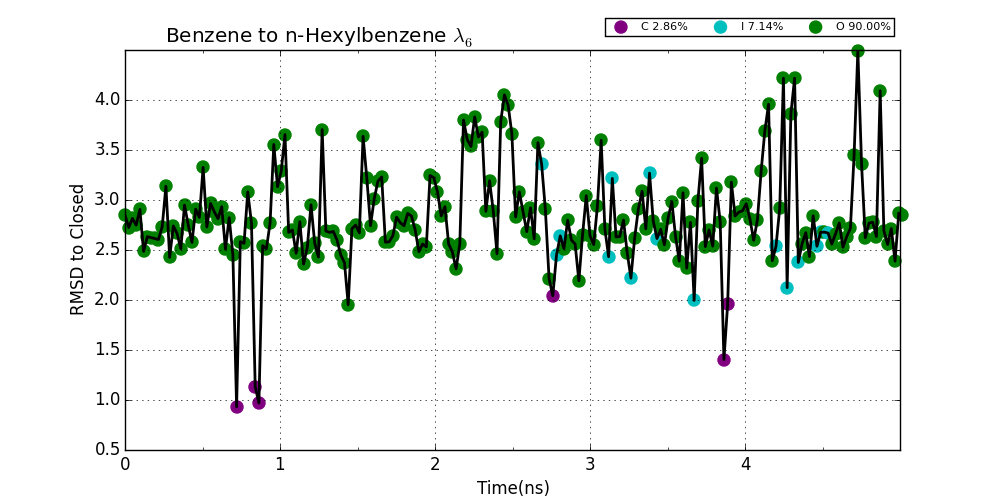 Benzene to n-Hexylbenzene λ₆
C 2.86% I 7.14% O 90.00%
RMSD to Closed
4.0
3.5
3.0
2.5
2.0
1.5
1.0
0.5
0 1 2 3 4
Time(ns)